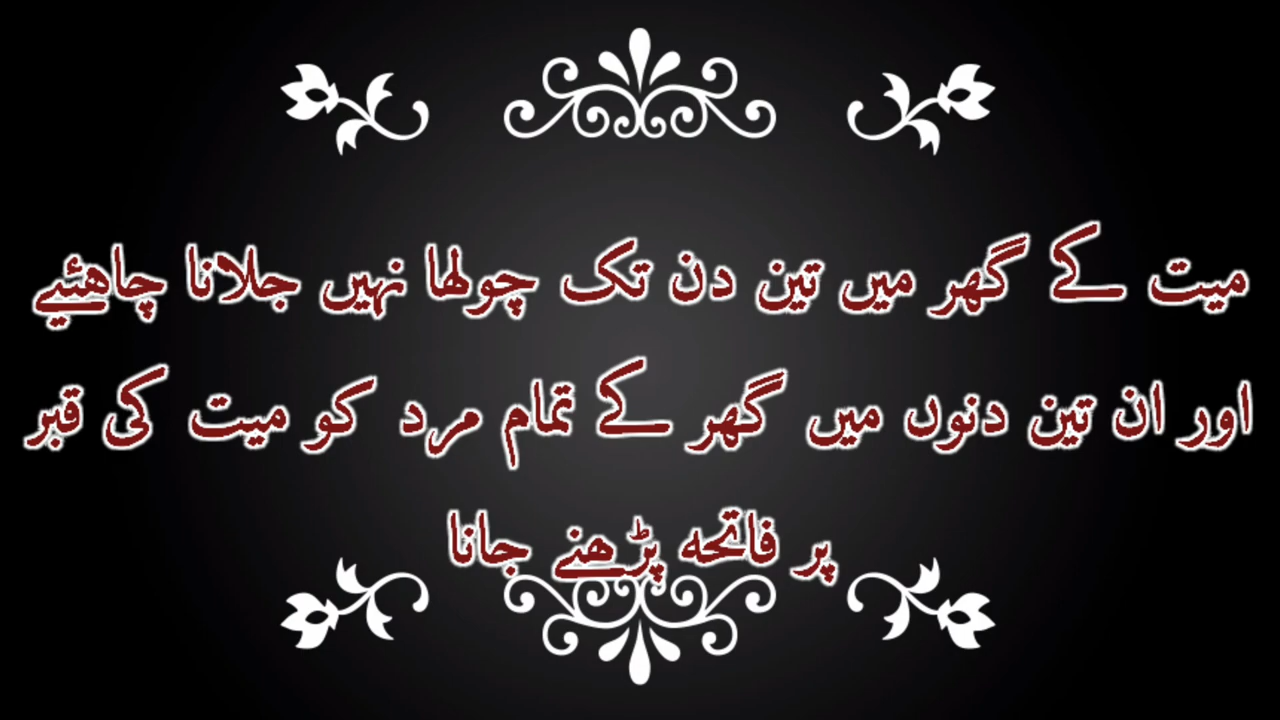 میت کے گھر میں تین دن تک چولھا نہیں جلانا چاھئیے
اور ان تین دنوں میں گھر کے تمام مرد کو میت کی قبر
پر فاتحہ پڑھنے جانا